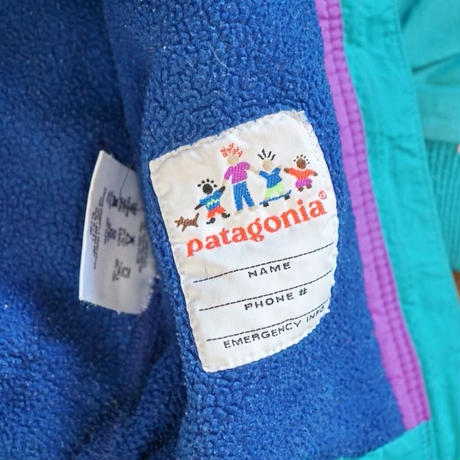 patagonia®
NAME
PHONE #
EMERGENCY INFO